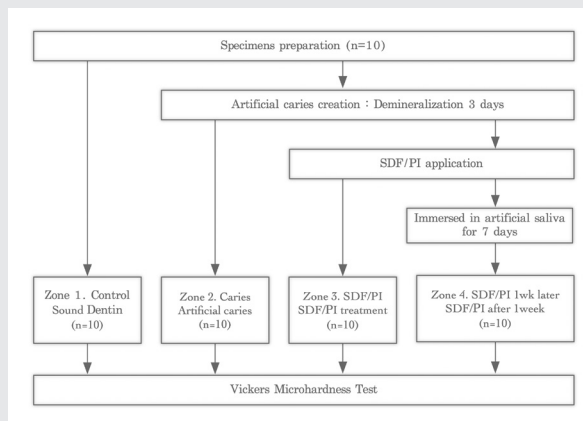 Specimens preparation (n=10)
Artificial caries creation : Demineralization 3 days
SDF/PI application
Immersed in artificial saliva
for 7 days
Zone 1. Control
Sound Dentin
(n=10)
Zone 2. Caries
Artificial caries
(n=10)
Zone 3. SDF/PI
SDF/PI treatment
(n=10)
Zone 4. SDF/PI 1wk later
SDF/PI after 1week
(n=10)
Vickers Microhardness Test